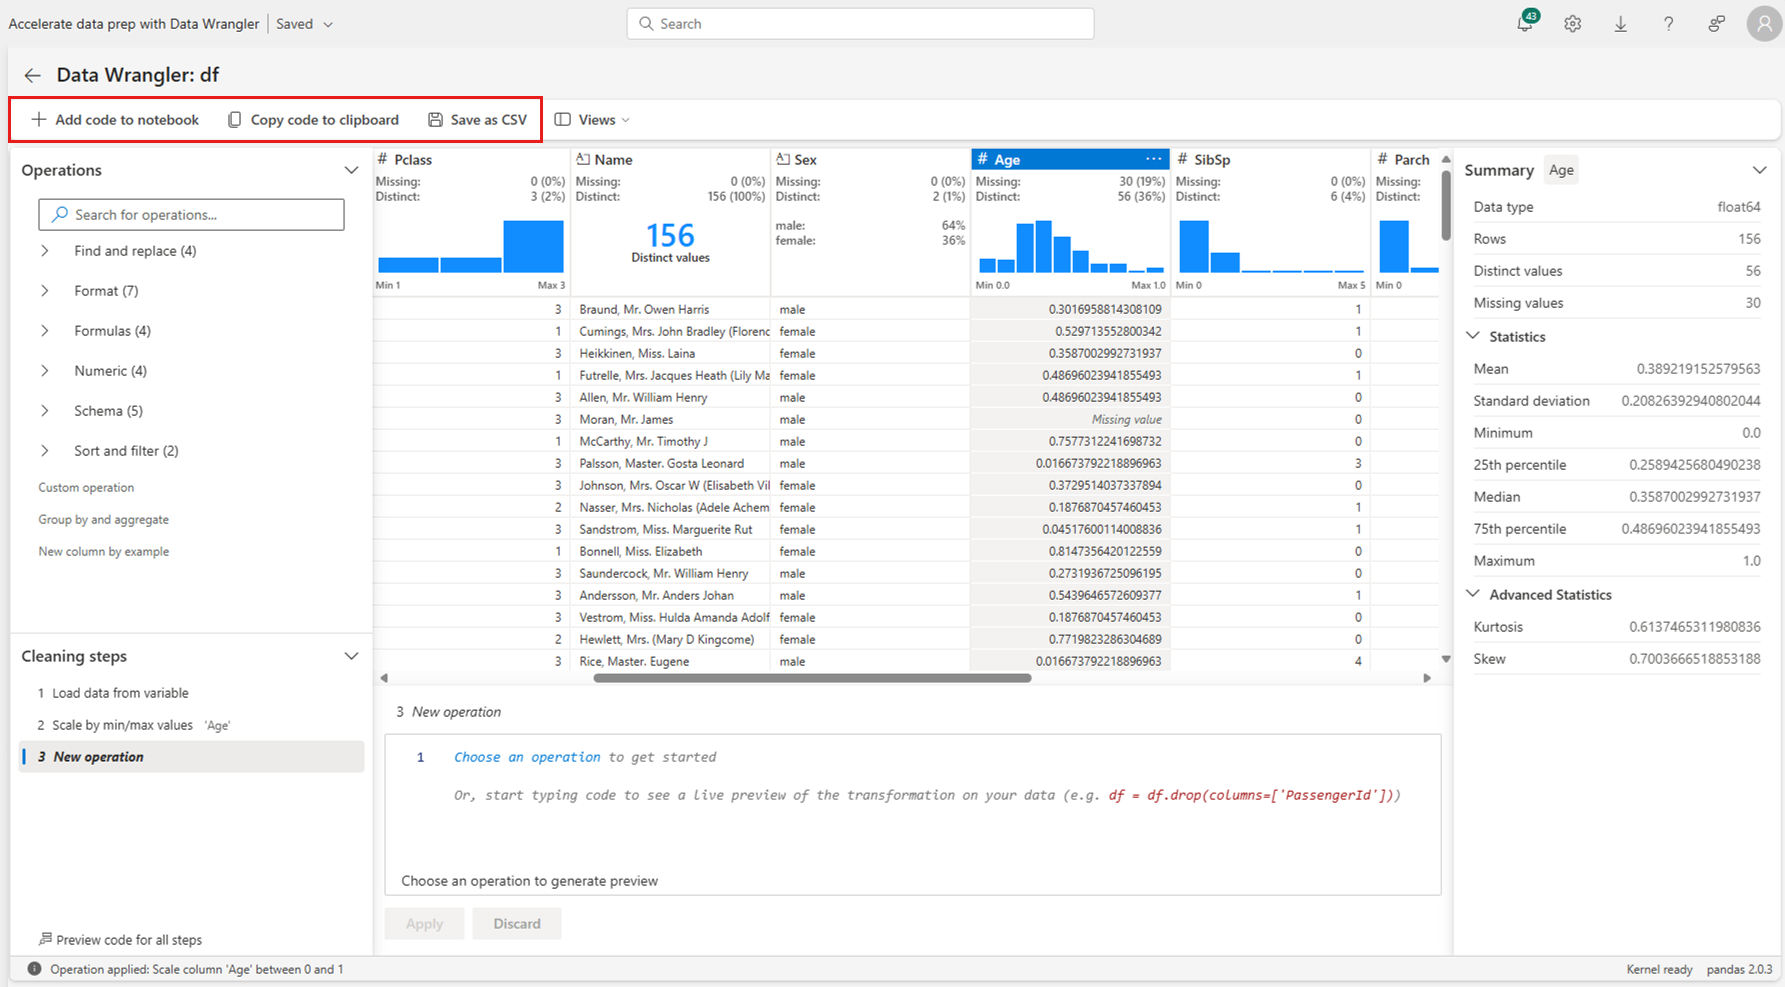 Accelerate data prep with Data Wrangler | Saved
Search
43
Data Wrangler: df
Add code to notebook
Copy code to clipboard
Save as CSV
Views
Operations
Search for operations...
Find and replace (4)
Format (7)
Formulas (4)
Numeric (4)
Schema (5)
Sort and filter (2)
Custom operation
Group by and aggregate
New column by example
Cleaning steps
1 Load data from variable
2 Scale by min/max values 'Age'
3 New operation
Preview code for all steps
# Pclass
Missing: 0 (0%)
Distinct: 3 (2%)
Min 1 Max 3
Name
Missing: 0 (0%)
Distinct: 156 (100%)
156
Distinct values
Sex
Missing: 0 (0%)
Distinct: 2 (1%)
male: 64%
female: 36%
# Age ...
Missing: 30 (19%)
Distinct: 56 (36%)
Min 0.0 Max 1.0
# SibSp
Missing: 0 (0%)
Distinct: 6 (4%)
Min 0 Max 5
# Parch
Missing:
Distinct:
Min 0
3 Braund, Mr. Owen Harris male 0.3016958814308109 1
1 Cumings, Mrs. John Bradley (Florenc female 0.529713552800342 1
3 Heikkinen, Miss. Laina female 0.3587002992731937 0
1 Futrelle, Mrs. Jacques Heath (Lily Ma female 0.48696023941855493 1
3 Allen, Mr. William Henry male 0.48696023941855493 0
3 Moran, Mr. James male Missing value 0
1 McCarthy, Mr. Timothy J male 0.7577312241698732 0
3 Palsson, Master. Gosta Leonard male 0.016673792218896963 3
3 Johnson, Mrs. Oscar W (Elisabeth Vil female 0.3729514037337894 0
2 Nasser, Mrs. Nicholas (Adele Achem female 0.1876870457460453 1
3 Sandstrom, Miss. Marguerite Rut female 0.04517600114008836 1
1 Bonnell, Miss. Elizabeth female 0.8147356420122559 0
3 Saundercock, Mr. William Henry male 0.2731936725096195 0
3 Andersson, Mr. Anders Johan male 0.5439646572609377 1
3 Vestrom, Miss. Hulda Amanda Adolf female 0.1876870457460453 0
2 Hewlett, Mrs. (Mary D Kingcome) female 0.7719823286304689 0
3 Rice, Master. Eugene male 0.016673792218896963 4
3 New operation
1 Choose an operation to get started
Or, start typing code to see a live preview of the transformation on your data (e.g. df = df.drop(columns=['PassengerId']))
Choose an operation to generate preview
Apply
Discard
Summary Age
Data type float64
Rows 156
Distinct values 56
Missing values 30
Statistics
Mean 0.389219152579563
Standard deviation 0.20826392940802044
Minimum 0.0
25th percentile 0.2589425680490238
Median 0.3587002992731937
75th percentile 0.48696023941855493
Maximum 1.0
Advanced Statistics
Kurtosis 0.6137465311980836
Skew 0.7003666518853188
Operation applied: Scale column 'Age' between 0 and 1
Kernel ready
pandas 2.0.3